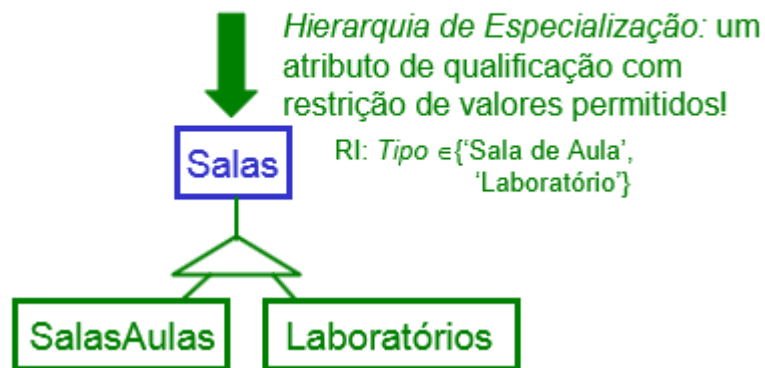 Hierarquia de Especialização: um
atributo de qualificação com
restrição de valores permitidos!
RI: Tipo ∈{‘Sala de Aula’,
‘Laboratório’}
Salas
SalasAulas
Laboratórios